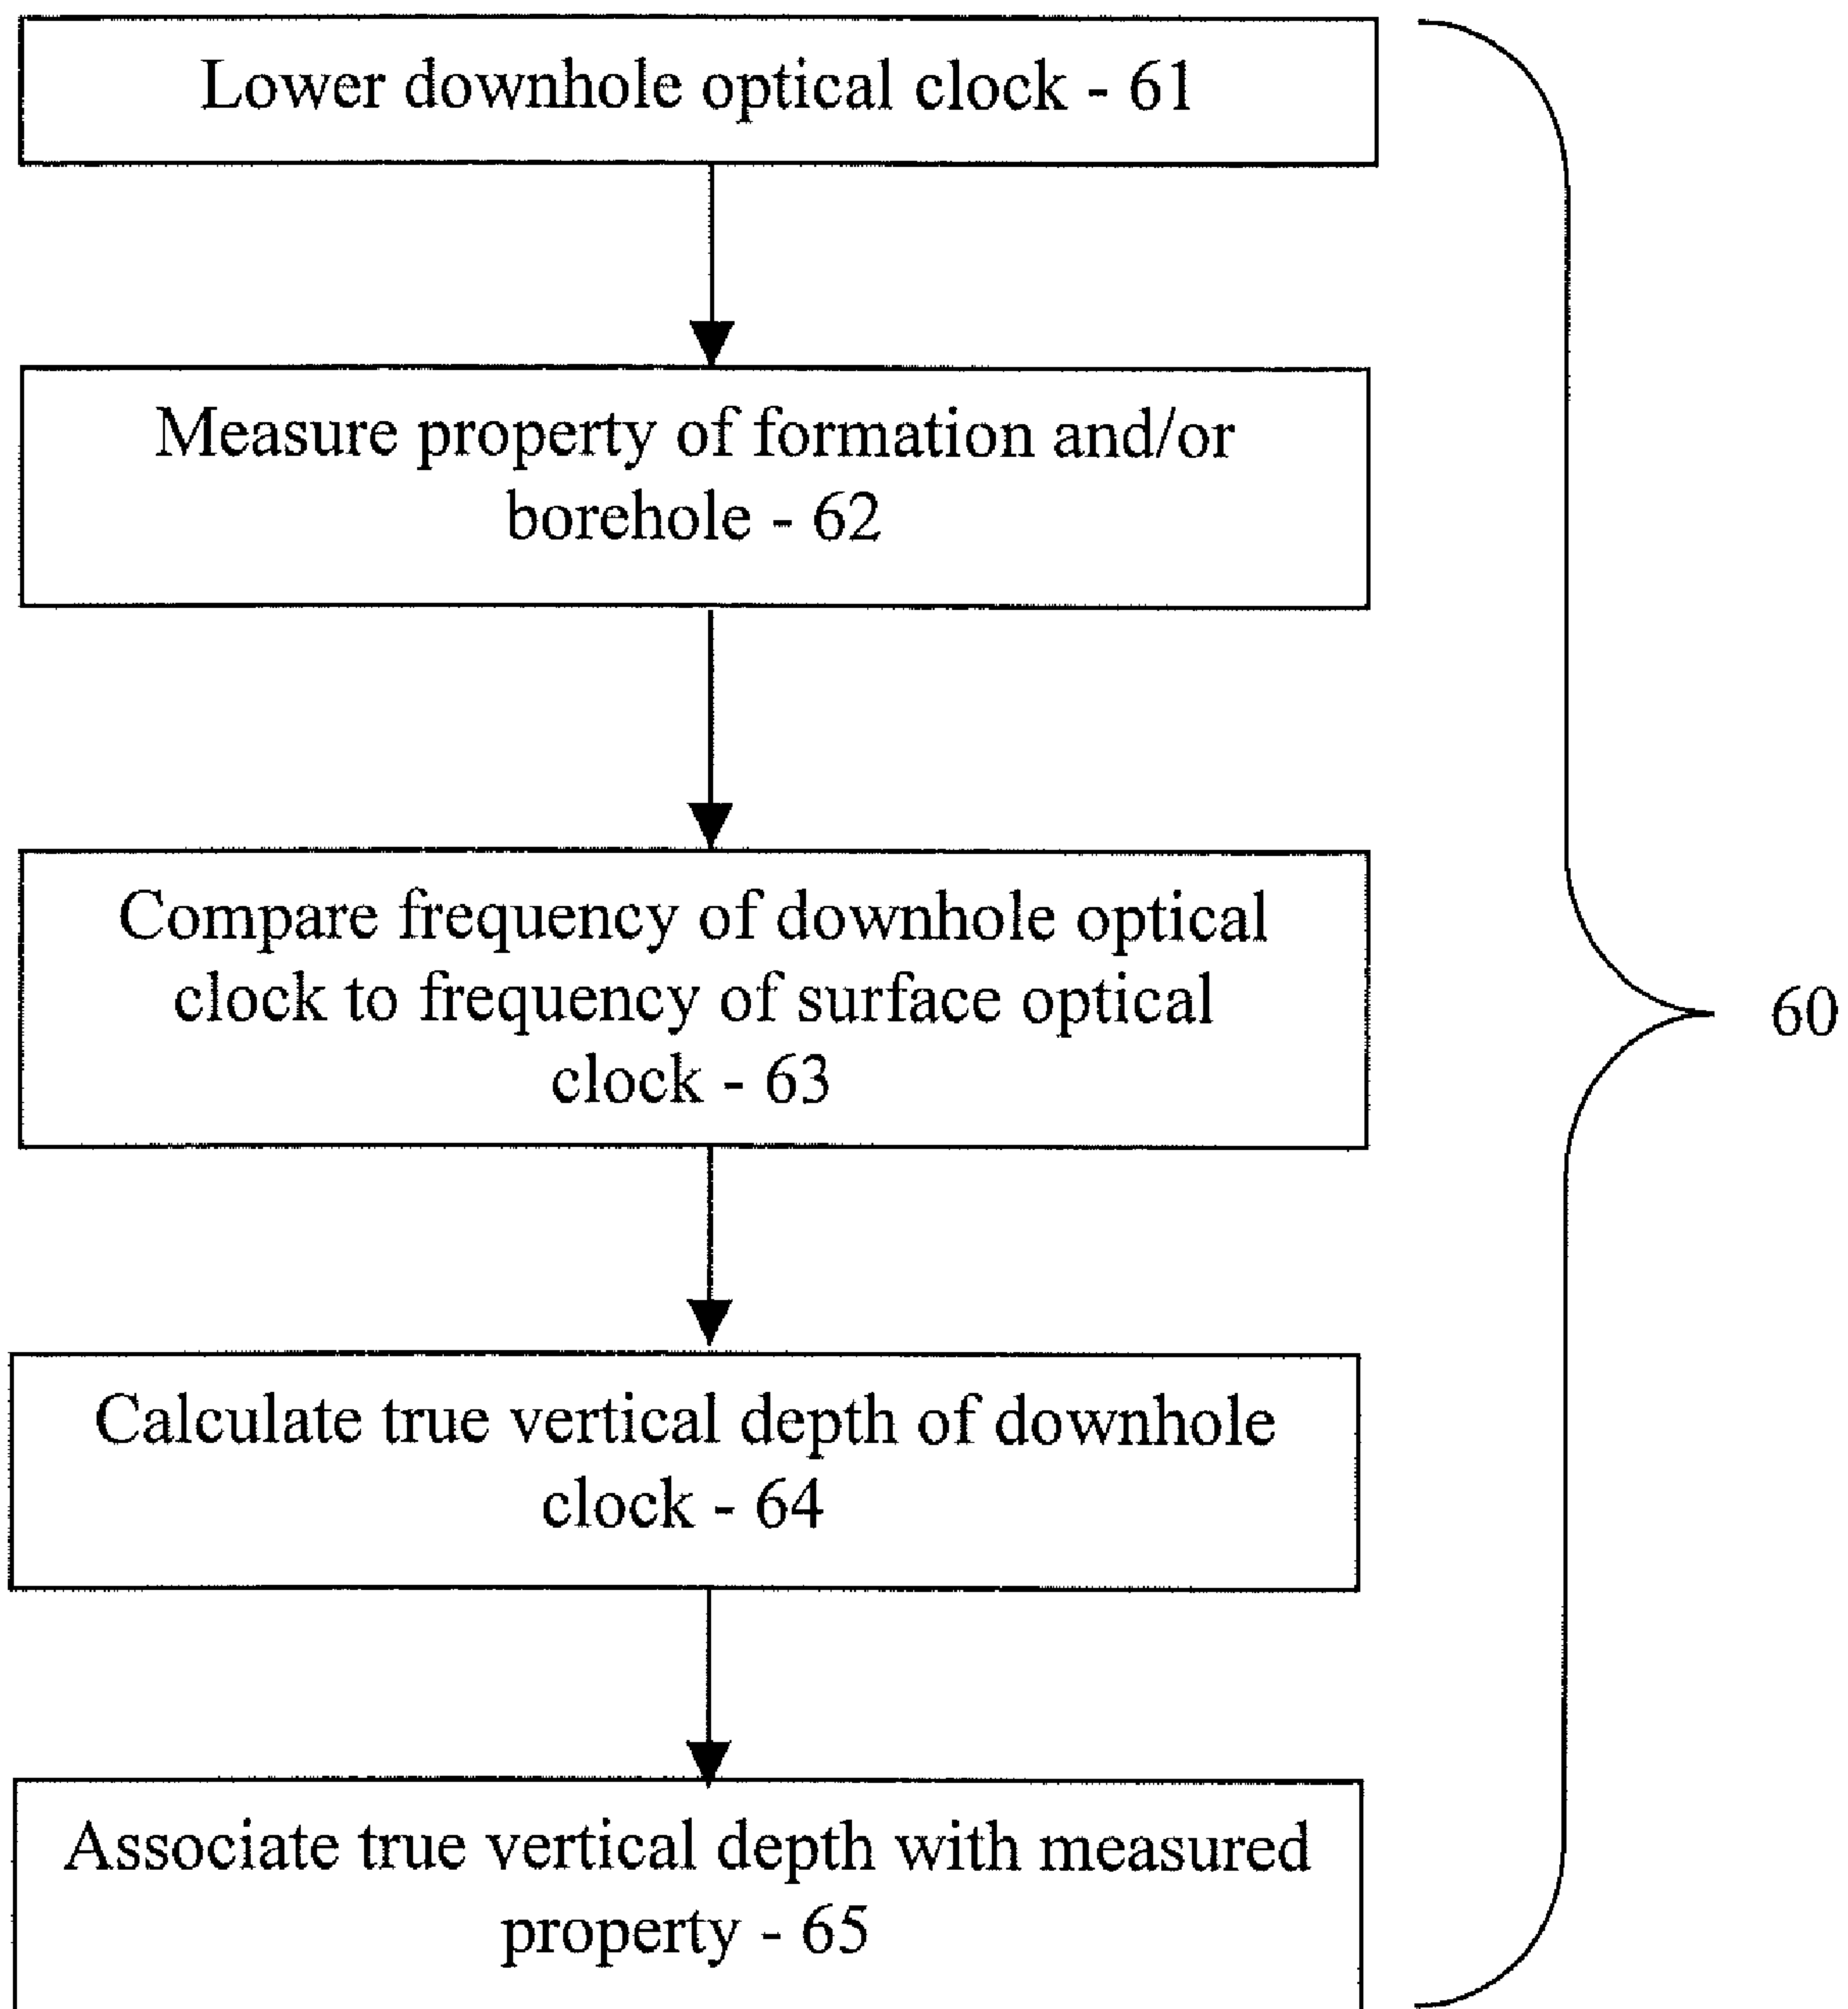 Lower downhole optical clock - 61
Measure property of formation and/or
borehole - 62
Compare frequency of downhole optical
clock to frequency of surface optical
clock - 63
60
Calculate true vertical depth of downhole
clock - 64
Associate true vertical depth with measured
property - 65